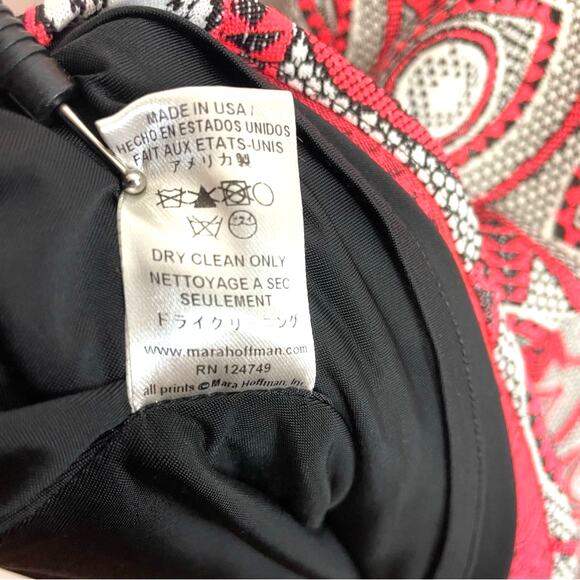 MADE IN USA /
HECHO EN ESTADOS UNIDOS
FAIT AUX ETATS-UNIS
アメリカ製
DRY CLEAN ONLY
NETTOYAGE A SEC
SEULEMENT
ドライクリーニング
www.marahoffman.com
RN 124749
all prints © Mara Hoffman, Inc